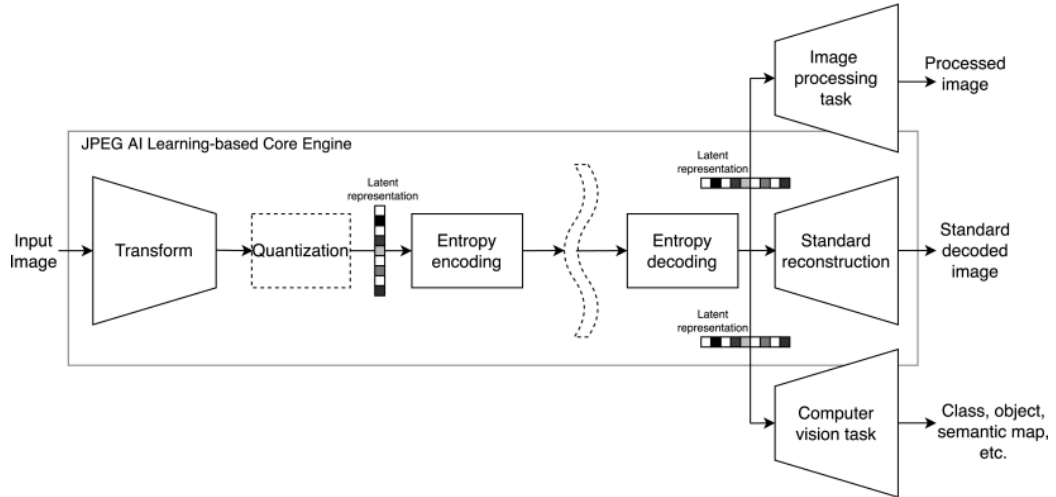 Image
processing
task
Processed
image
JPEG AI Learning-based Core Engine
Latent
representation
Latent
representation
Input
Image
Transform
Quantization
Entropy
encoding
Entropy
decoding
Standard
reconstruction
Standard
decoded
image
Latent
representation
Computer
vision task
Class, object,
semantic map,
etc.